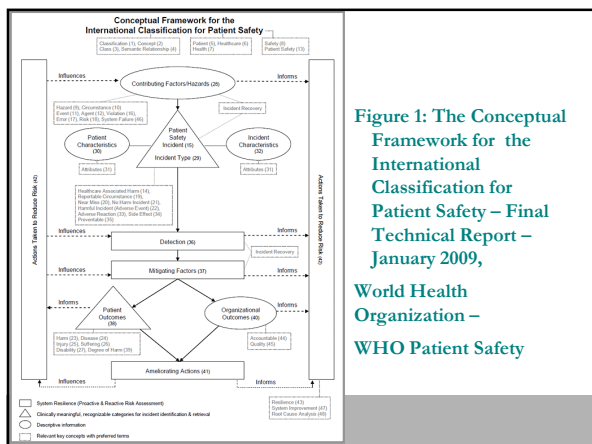 Conceptual Framework for the
International Classification for Patient Safety
Classification (1), Concept (2)
Class (3), Semantic Relationship (4)
Patient (5), Healthcare (6)
Health (7)
Safety (8)
Patient Safety (13)
Influences
Informs
Contributing Factors/Hazards (28)
Hazard (9), Circumstance (10)
Event (11), Agent (12), Violation (16)
Error (17), Risk (18), System Failure (46)
Incident Recovery
Patient
Safety
Incident (15)
Incident Type (29)
Patient
Characteristics
(30)
Incident
Characteristics
(32)
Attributes (31)
Attributes (31)
Healthcare Associated Harm (14),
Reportable Circumstance (19),
Near Miss (20), No Harm Incident (21),
Harmful Incident (Adverse Event) (22),
Adverse Reaction (33), Side Effect (34)
Preventable (35)
Actions Taken to Reduce Risk (42)
Actions Taken to Reduce Risk (42)
Influences
Detection (36)
Informs
Incident Recovery
Influences
Mitigating Factors (37)
Informs
Informs
Patient
Outcomes
(38)
Organizational
Outcomes (40)
Informs
Harm (23), Disease (24)
Injury (25), Suffering (26)
Disability (27), Degree of Harm (39)
Accountable (44)
Quality (45)
Ameliorating Actions (41)
Influences
Informs
Resilience (43)
System Improvement (47)
Root Cause Analysis (48)
System Resilience (Proactive & Reactive Risk Assessment)
Clinically meaningful, recognizable categories for incident identification & retrieval
Descriptive information
Relevant key concepts with preferred terms
Figure 1: The Conceptual
Framework for the
International
Classification for
Patient Safety – Final
Technical Report –
January 2009,
World Health
Organization –
WHO Patient Safety